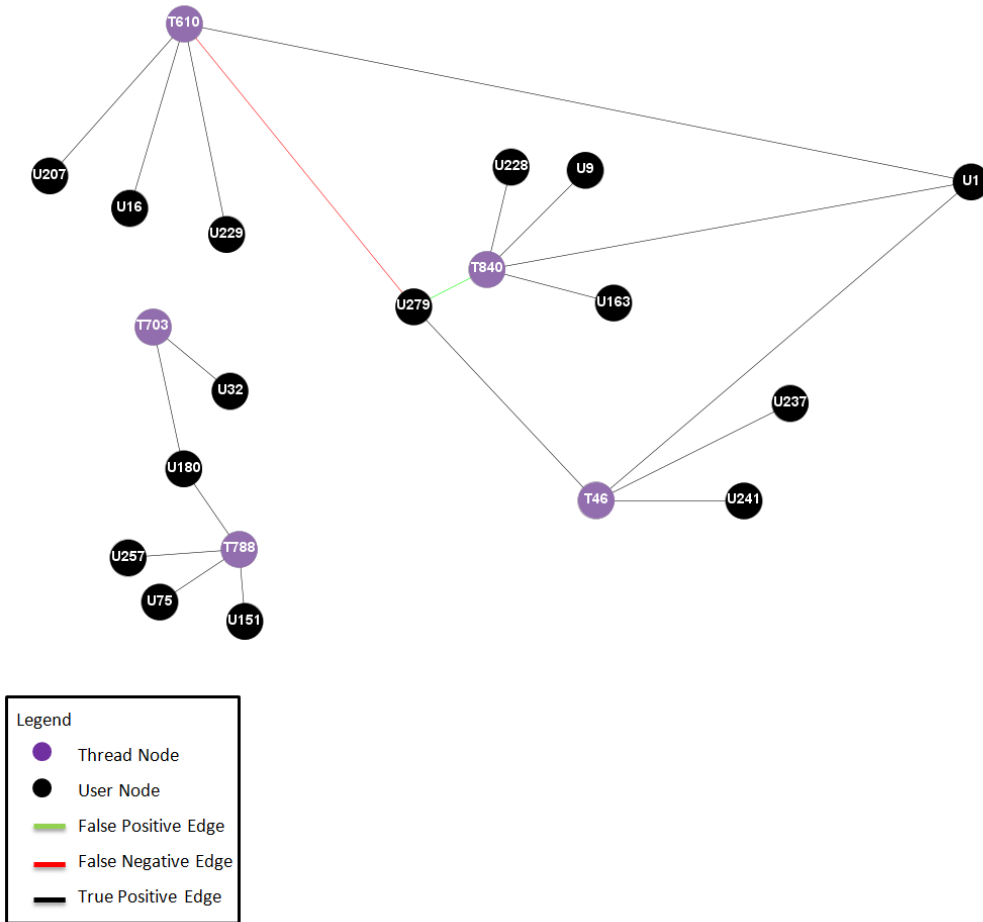 T610
U228
U9
U207
U1
U16
U229
T840
U279
U163
T703
U32
U237
U180
T46
U241
T788
U257
U75
U151
Legend
Thread Node
User Node
False Positive Edge
False Negative Edge
True Positive Edge